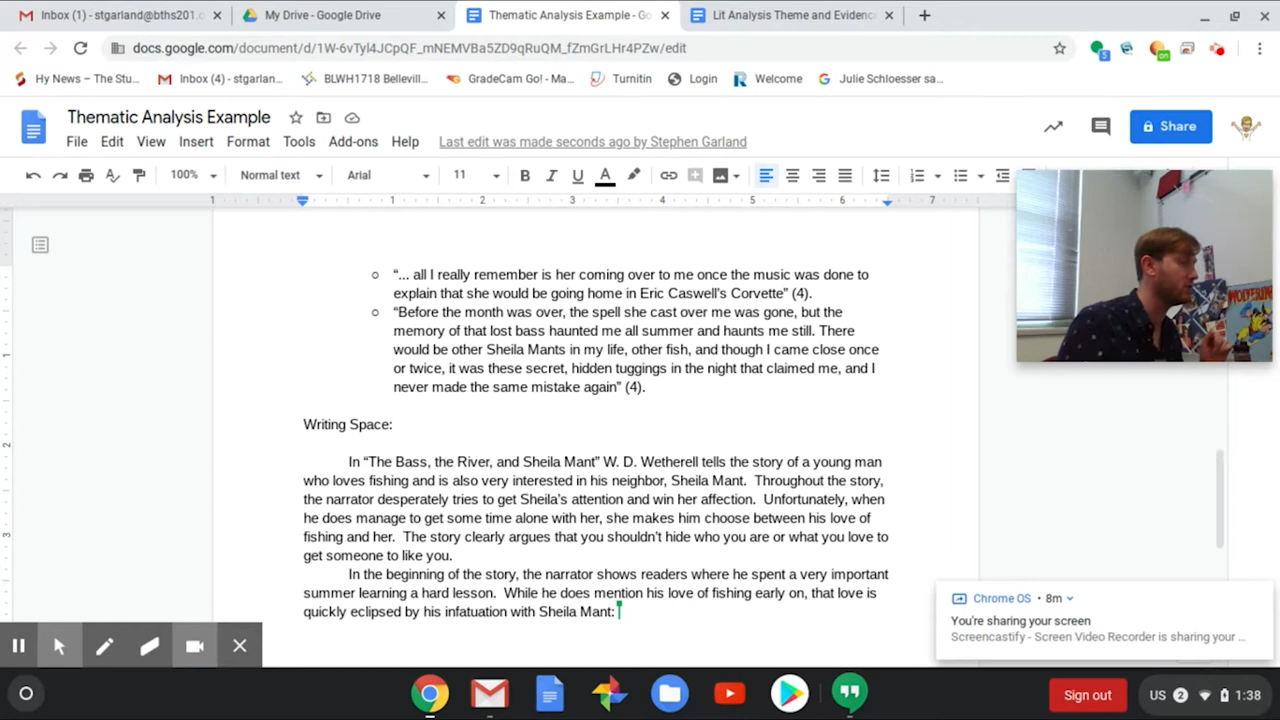 Inbox (1) - stgarland@bths201.o
My Drive - Google Drive
Thematic Analysis Example - Go
Lit Analysis Theme and Evidenc
docs.google.com/document/d/1W-6vTyl4JCpQF_mNEMVBa5ZD9qRuQM_fZmGrLHr4PZw/edit
Hy News – The Stu...
Inbox (4) - stgarlan...
BLWH1718 Bellevill...
GradeCam Go! - Ma...
Turnitin
Login
Welcome
Julie Schloesser sa...
Thematic Analysis Example
File Edit View Insert Format Tools Add-ons Help
Last edit was made seconds ago by Stephen Garland
Share
100% Normal text Arial 11 B I U A
1 1 2 3 4 5 6 7
“... all I really remember is her coming over to me once the music was done to
explain that she would be going home in Eric Caswell’s Corvette” (4).
“Before the month was over, the spell she cast over me was gone, but the
memory of that lost bass haunted me all summer and haunts me still. There
would be other Sheila Mants in my life, other fish, and though I came close once
or twice, it was these secret, hidden tuggings in the night that claimed me, and I
never made the same mistake again” (4).
Writing Space:
In “The Bass, the River, and Sheila Mant” W. D. Wetherell tells the story of a young man
who loves fishing and is also very interested in his neighbor, Sheila Mant. Throughout the story,
the narrator desperately tries to get Sheila’s attention and win her affection. Unfortunately, when
he does manage to get some time alone with her, she makes him choose between his love of
fishing and her. The story clearly argues that you shouldn’t hide who you are or what you love to
get someone to like you.
In the beginning of the story, the narrator shows readers where he spent a very important
summer learning a hard lesson. While he does mention his love of fishing early on, that love is
quickly eclipsed by his infatuation with Sheila Mant:
1
2
3
WOLVERINE
Chrome OS • 8m
You're sharing your screen
Screencastify - Screen Video Recorder is sharing your ...
Sign out
US 2 1:38